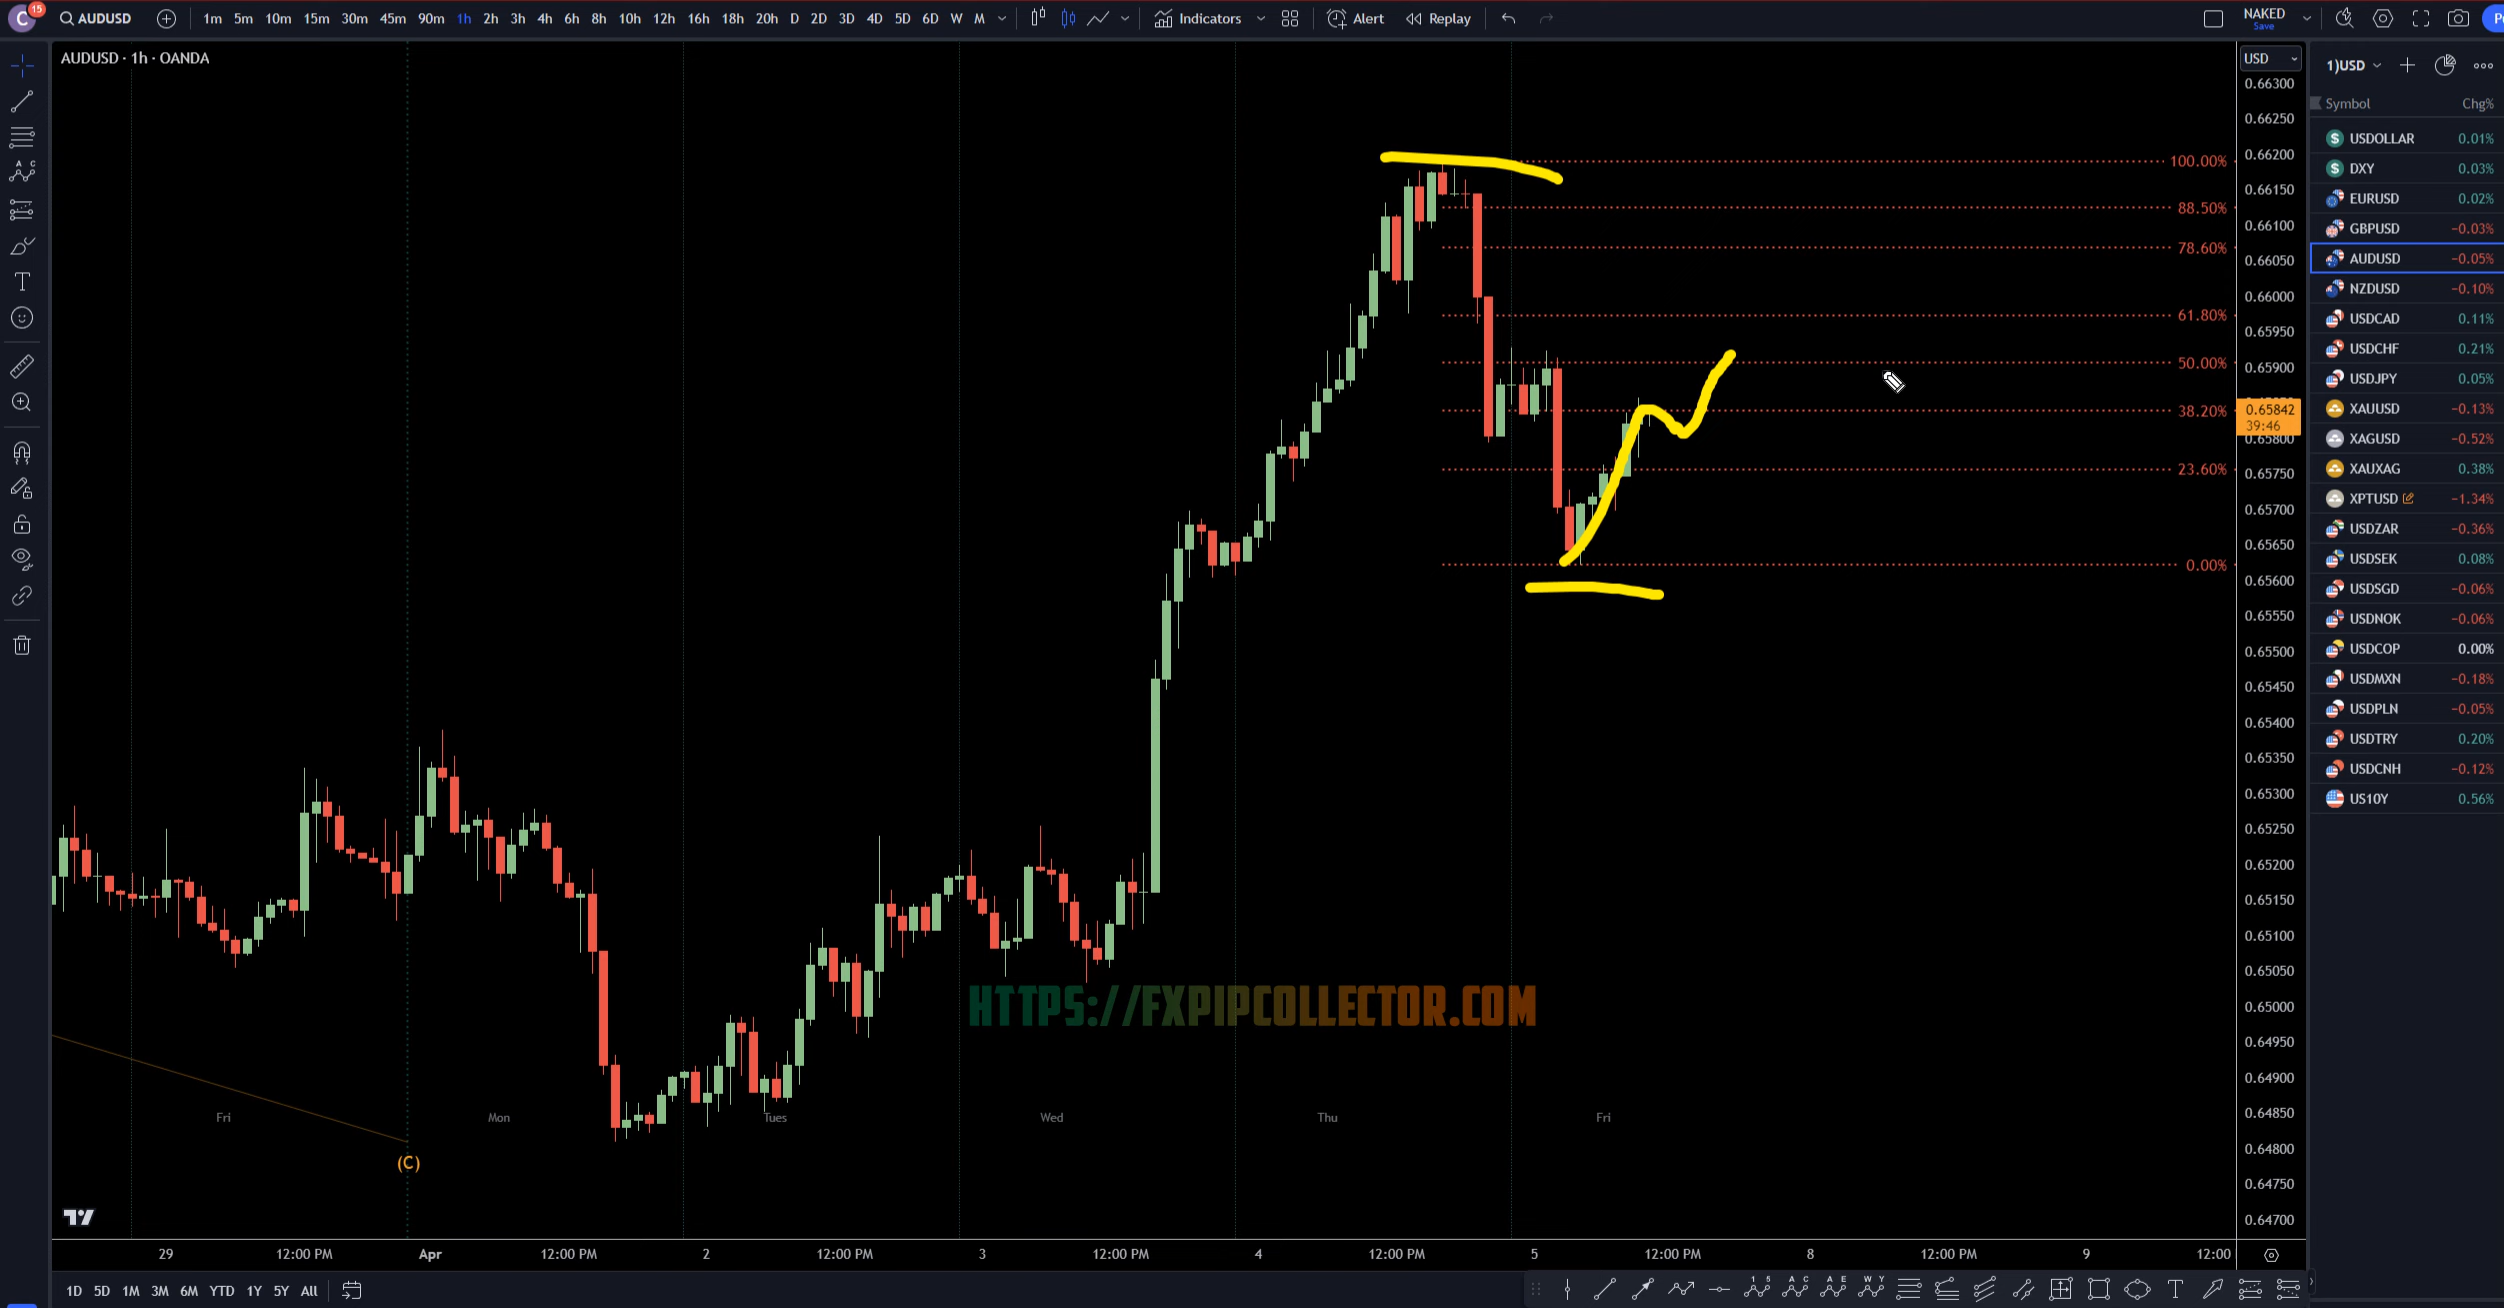 C 15 AUDUSD 1m 5m 10m 15m 30m 45m 90m 1h 2h 3h 4h 6h 8h 10h 12h 16h 18h 20h D 2D 3D 4D 5D 6D W M Indicators Alert Replay NAKED
Save
AUDUSD · 1h · OANDA
USD
1)USD
Symbol Chg%
USDOLLAR 0.01%
DXY 0.03%
EURUSD 0.02%
GBPUSD −0.03%
AUDUSD −0.05%
NZDUSD −0.10%
USDCAD 0.11%
USDCHF 0.21%
USDJPY 0.05%
XAUUSD −0.13%
XAGUSD −0.52%
XAUXAG 0.38%
XPTUSD −1.34%
USDZAR −0.36%
USDSEK 0.08%
USDSGD −0.06%
USDNOK −0.06%
USDCOP 0.00%
USDMXN −0.18%
USDPLN −0.05%
USDTRY 0.20%
USDCNH −0.12%
US10Y 0.56%
0.66300
0.66250
0.66200
0.66150
0.66100
0.66050
0.66000
0.65950
0.65900
0.65842
39:46
0.65800
0.65750
0.65700
0.65650
0.65600
0.65550
0.65500
0.65450
0.65400
0.65350
0.65300
0.65250
0.65200
0.65150
0.65100
0.65050
0.65000
0.64950
0.64900
0.64850
0.64800
0.64750
0.64700
100.00%
88.50%
78.60%
61.80%
50.00%
38.20%
23.60%
0.00%
HTTPS://FXPIPCOLLECTOR.COM
Fri Mon Tues Wed Thu Fri
(C)
29 12:00 PM Apr 12:00 PM 2 12:00 PM 3 12:00 PM 4 12:00 PM 5 12:00 PM 8 12:00 PM 9 12:00
1D 5D 1M 3M 6M YTD 1Y 5Y All